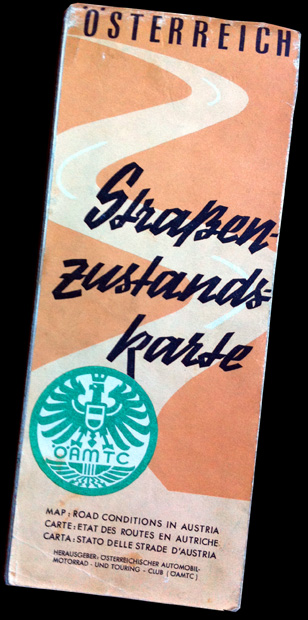 ÖSTERREICH
Straßen-
zustands-
karte
ÖAMTC
MAP: ROAD CONDITIONS IN AUSTRIA
CARTE: ETAT DES ROUTES EN AUTRICHE
CARTA: STATO DELLE STRADE D'AUSTRIA
HERAUSGEBER: ÖSTERREICHISCHER AUTOMOBIL-
MOTORRAD - UND TOURING - CLUB (ÖAMTC)